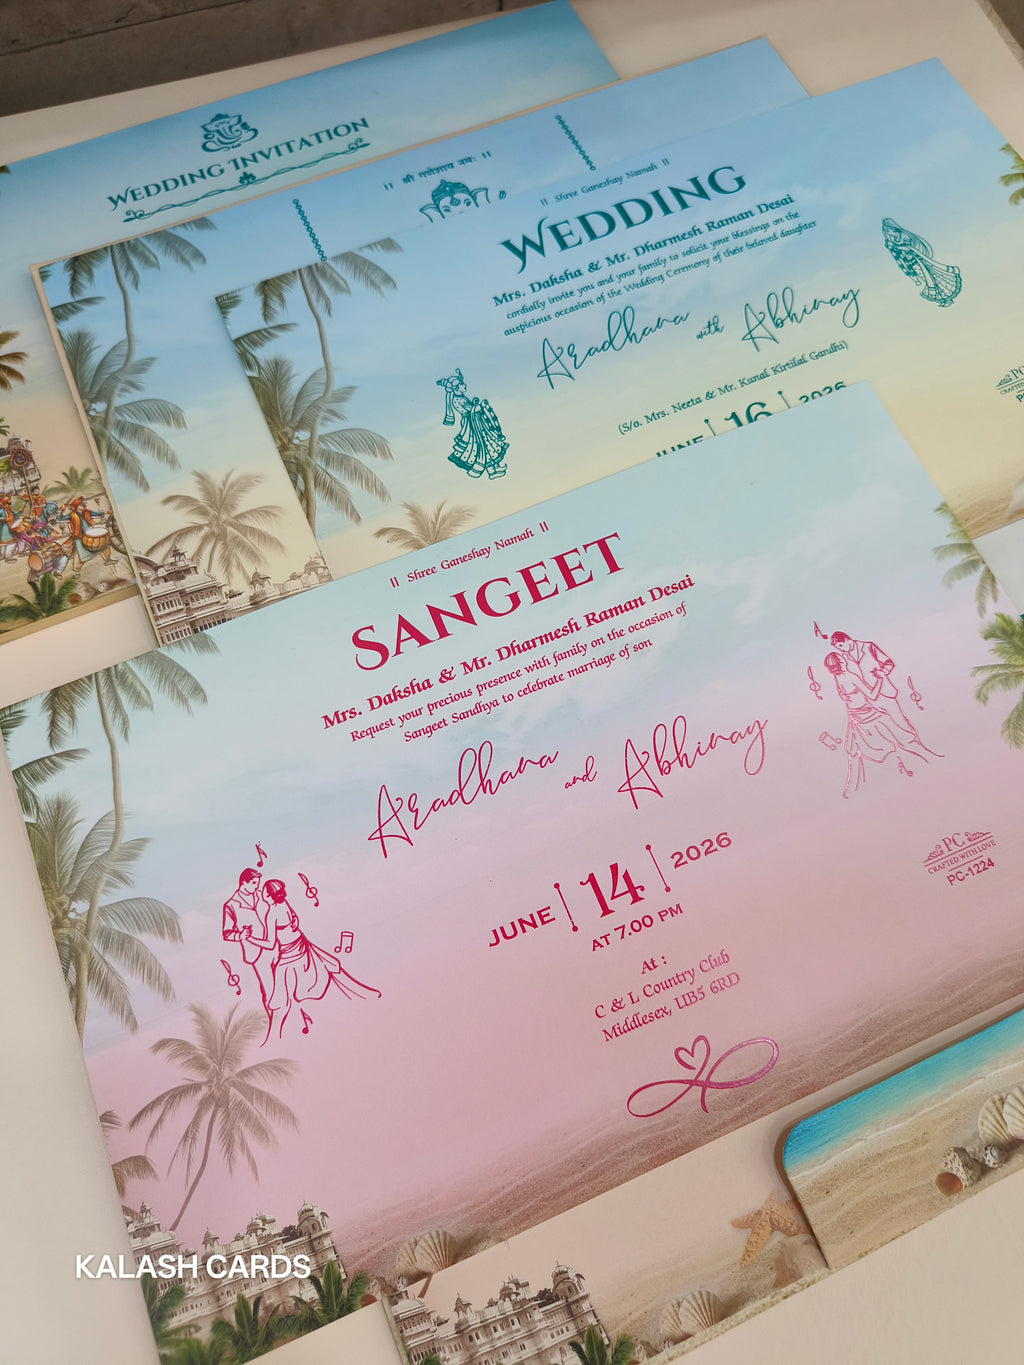 WEDDING INVITATION
|| श्री गणेशाय नमः ||
|| Shree Ganeshay Namah ||
WEDDING
Mrs. Daksha & Mr. Dharmesh Raman Desai
cordially invite you and your family to solicit your blessings on the
auspicious occasion of the Wedding Ceremony of their beloved daughter
Aradhana with Abhinay
(S/o. Mrs. Neeta & Mr. Kunal Kirtilal Gandhi)
JUNE 16 2026
PC
CRAFTED
|| Shree Ganeshay Namah ||
SANGEET
Mrs. Daksha & Mr. Dharmesh Raman Desai
Request your precious presence with family on the occasion of
Sangeet Sandhya to celebrate marriage of son
Aradhana and Abhinay
JUNE 14 2026
AT 7.00 PM
At :
C & L Country Club
Middlesex, UB5 6RD
PC
CRAFTED WITH LOVE
PC-1224
KALASH CARDS